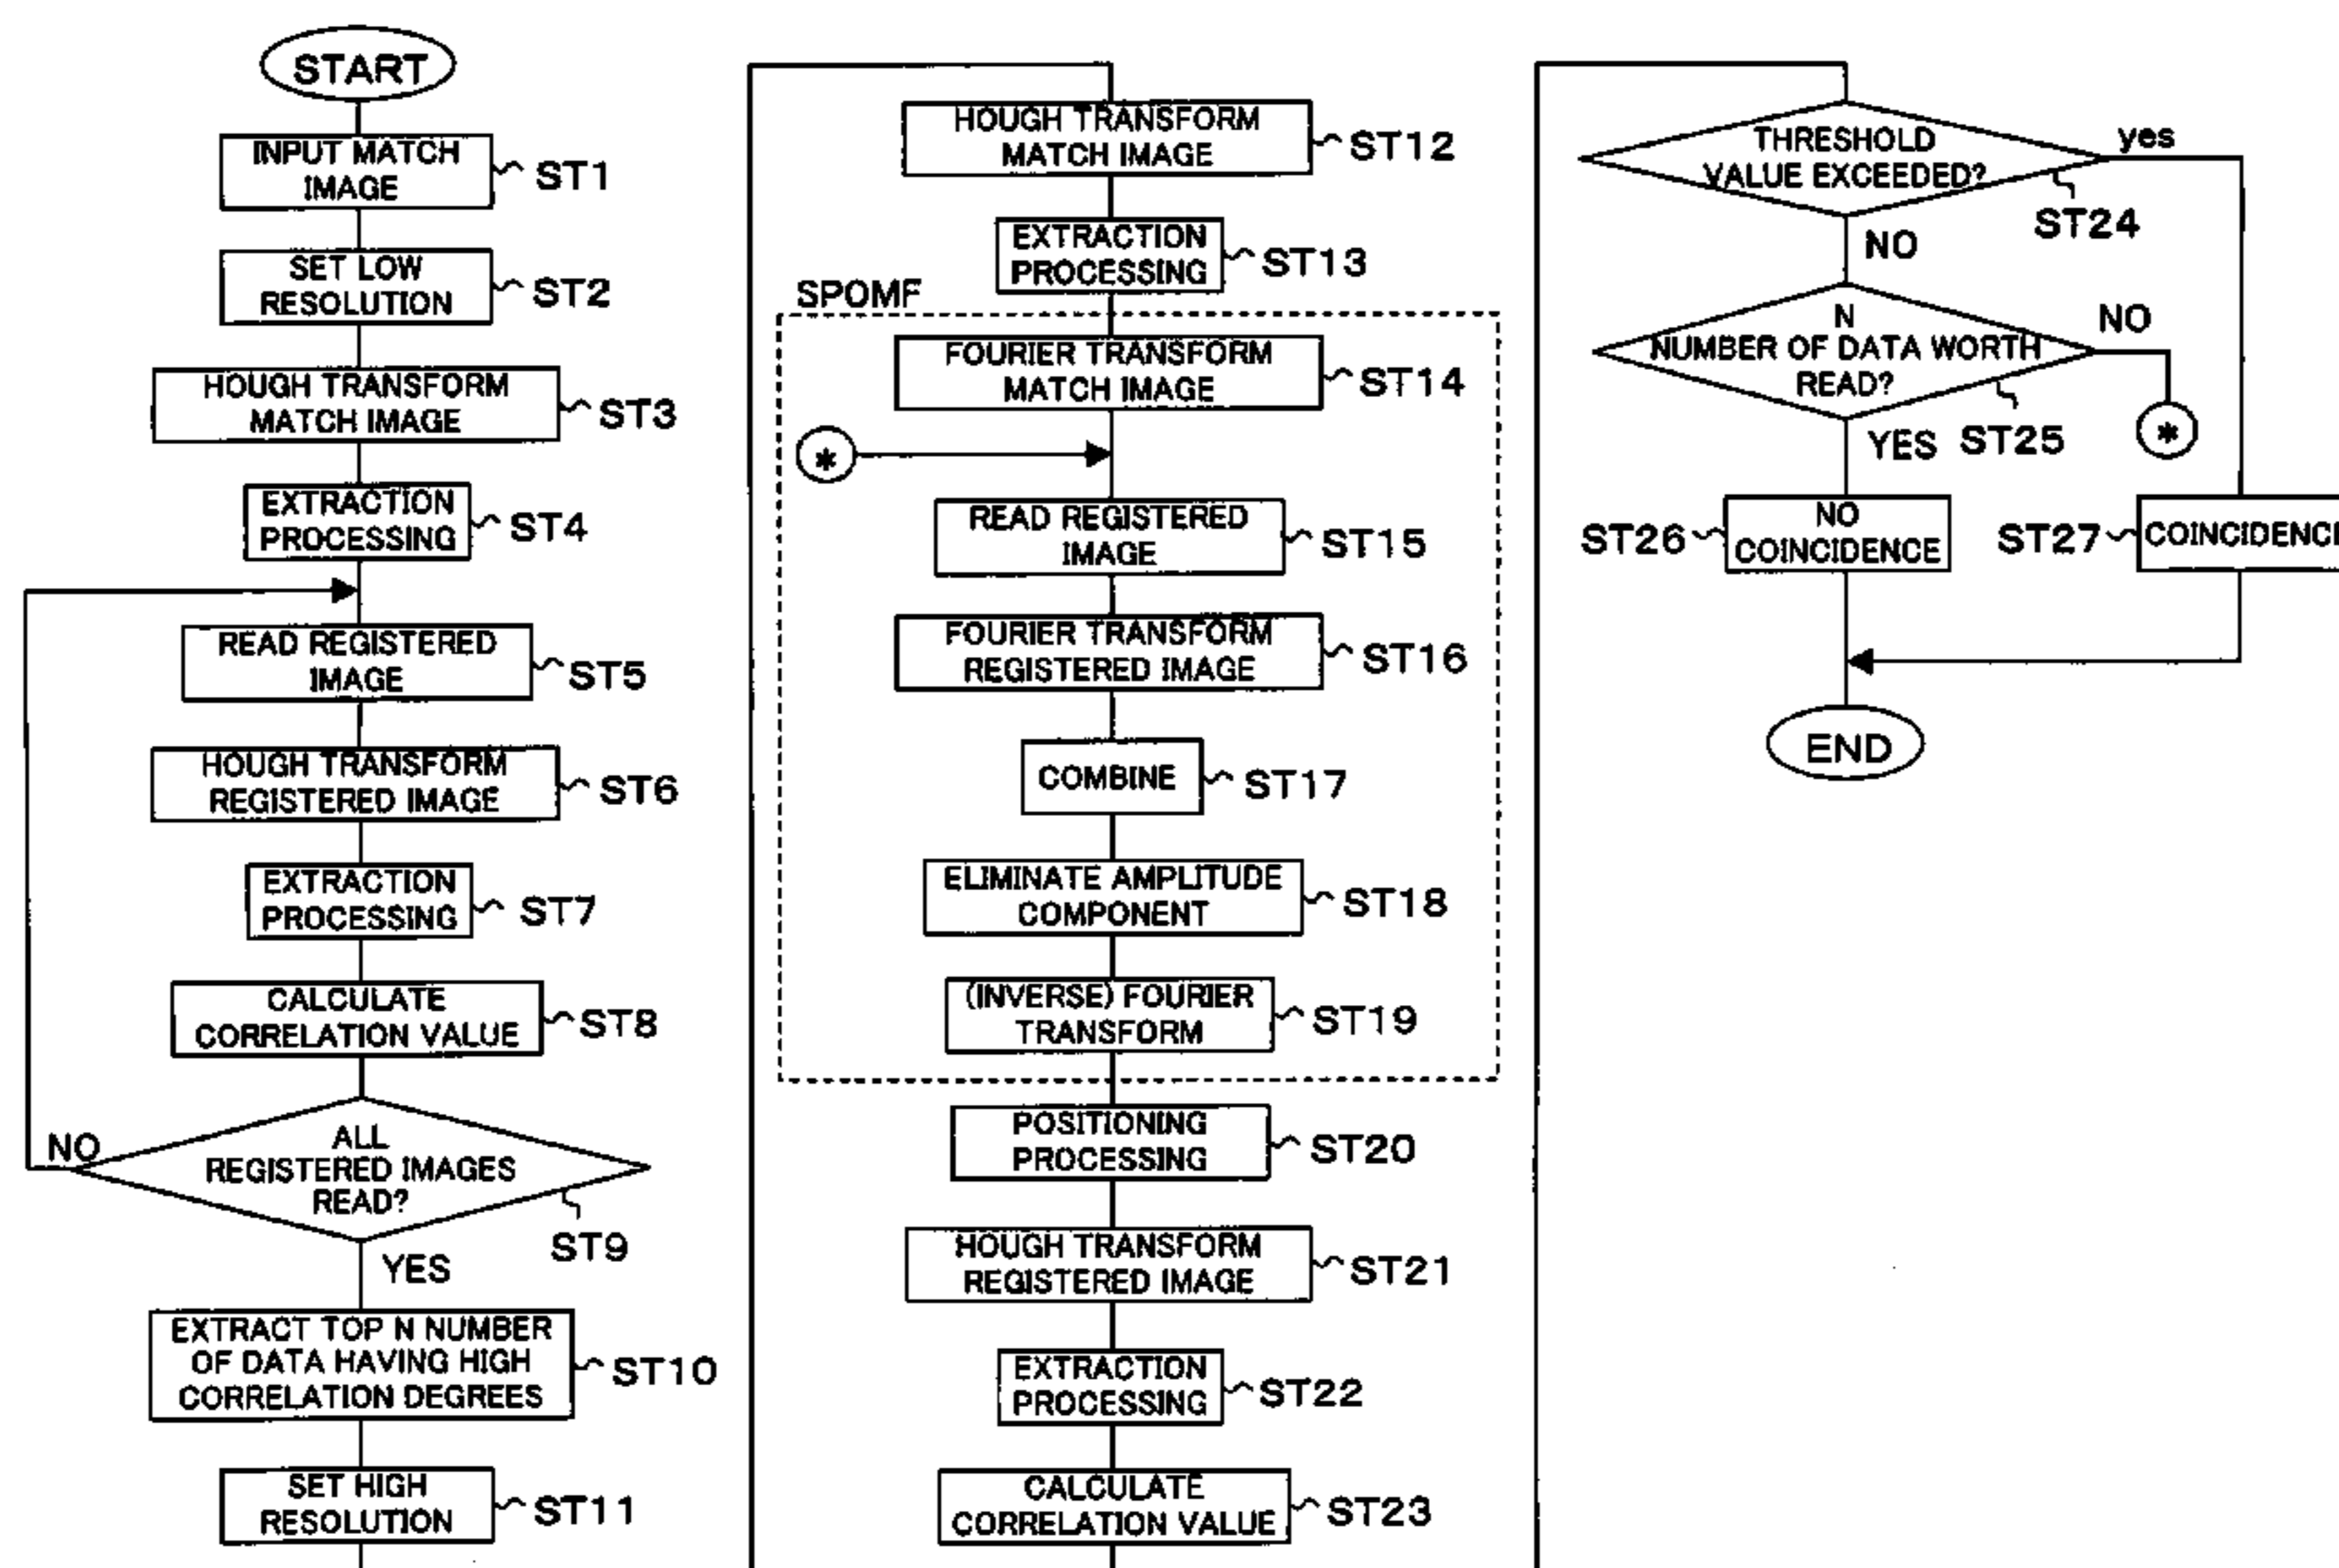 START
INPUT MATCH
IMAGE
ST1
SET LOW
RESOLUTION
ST2
HOUGH TRANSFORM
MATCH IMAGE
ST3
EXTRACTION
PROCESSING
ST4
READ REGISTERED
IMAGE
ST5
HOUGH TRANSFORM
REGISTERED IMAGE
ST6
EXTRACTION
PROCESSING
ST7
CALCULATE
CORRELATION VALUE
ST8
NO
ALL
REGISTERED IMAGES
READ?
ST9
YES
EXTRACT TOP N NUMBER
OF DATA HAVING HIGH
CORRELATION DEGREES
ST10
SET HIGH
RESOLUTION
ST11
HOUGH TRANSFORM
MATCH IMAGE
ST12
EXTRACTION
PROCESSING
ST13
SPOMF
FOURIER TRANSFORM
MATCH IMAGE
ST14
*
READ REGISTERED
IMAGE
ST15
FOURIER TRANSFORM
REGISTERED IMAGE
ST16
COMBINE
ST17
ELIMINATE AMPLITUDE
COMPONENT
ST18
(INVERSE) FOURIER
TRANSFORM
ST19
POSITIONING
PROCESSING
ST20
HOUGH TRANSFORM
REGISTERED IMAGE
ST21
EXTRACTION
PROCESSING
ST22
CALCULATE
CORRELATION VALUE
ST23
THRESHOLD
VALUE EXCEEDED?
yes
ST24
NO
N
NUMBER OF DATA WORTH
READ?
NO
ST25
*
YES
NO
COINCIDENCE
ST26
COINCIDENCE
ST27
END